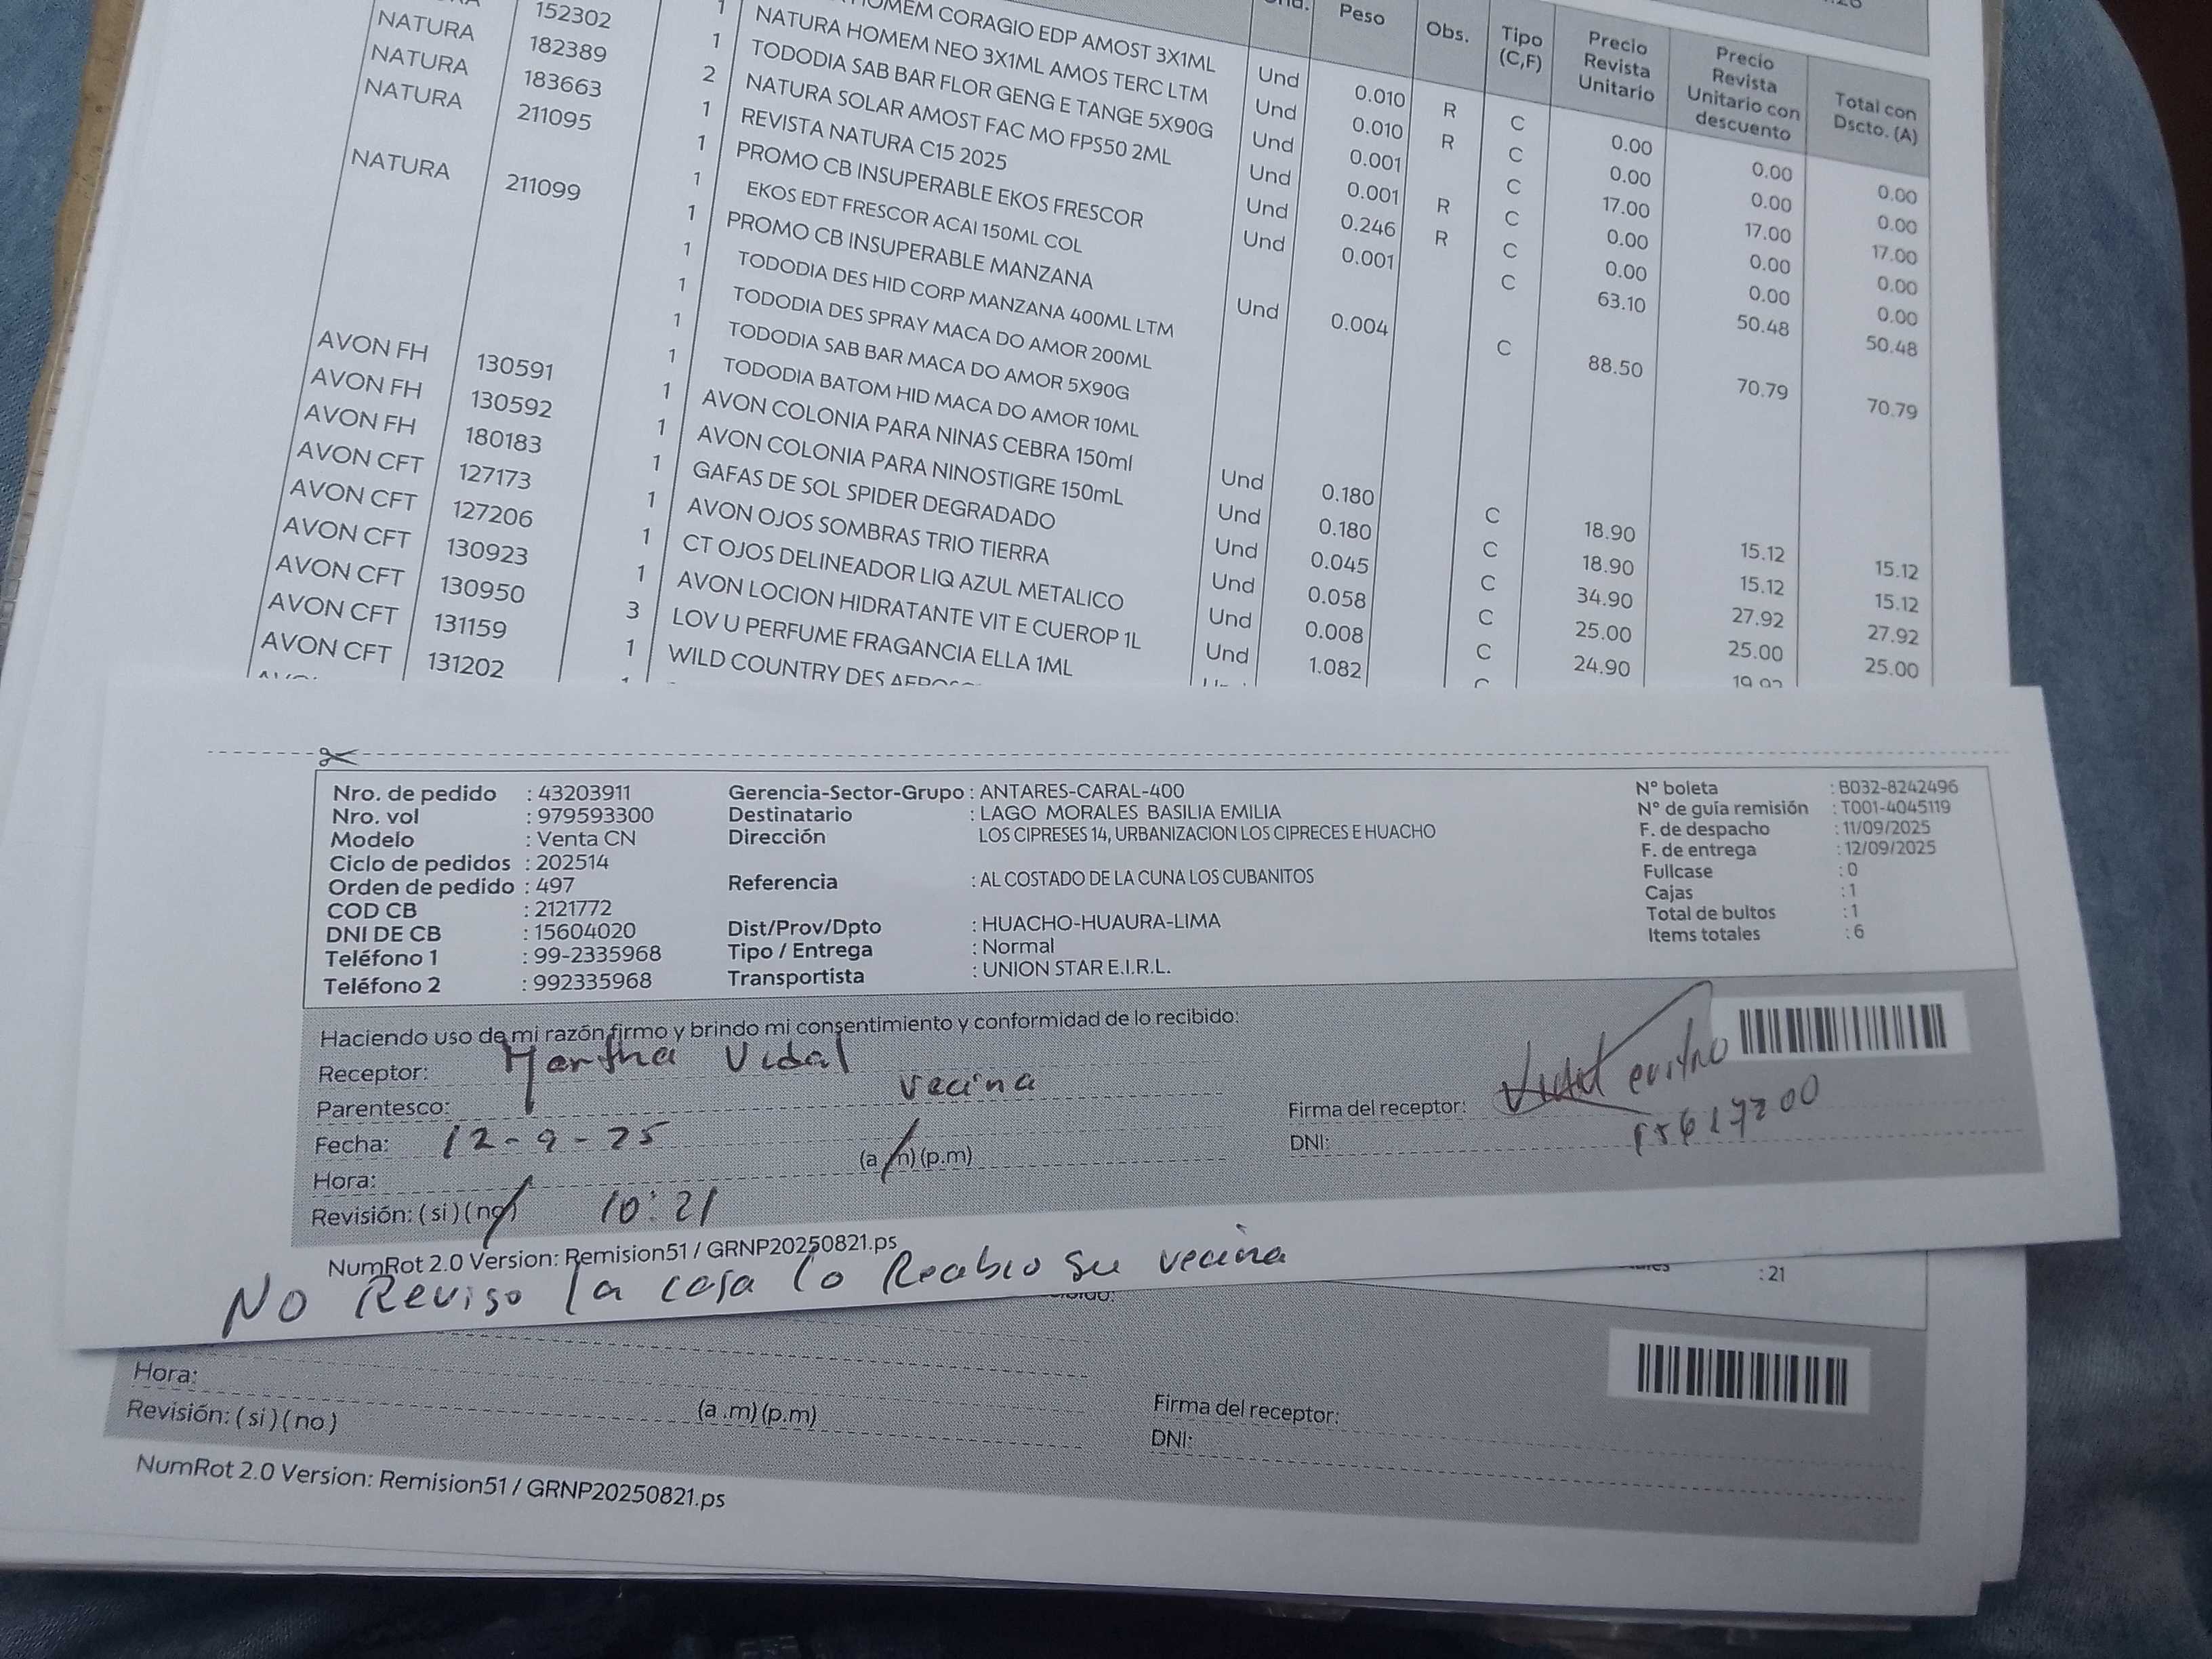 Und. Peso Obs. Tipo (C,F) Precio Revista Unitario Precio Revista Unitario con descuento Total con Dscto. (A)
NATURA 152302 1 HOMEM CORAGIO EDP AMOST 3X1ML Und 0.010 R C 0.00 0.00 0.00
NATURA 182389 1 NATURA HOMEM NEO 3X1ML AMOS TERC LTM Und 0.010 R C 0.00 0.00 0.00
NATURA 183663 2 TODODIA SAB BAR FLOR GENG E TANGE 5X90G Und 0.001 C 17.00 17.00 17.00
211095 1 NATURA SOLAR AMOST FAC MO FPS50 2ML Und 0.001 R C 0.00 0.00 0.00
1 REVISTA NATURA C15 2025 Und 0.246 R C 0.00 0.00 0.00
NATURA 211099 1 PROMO CB INSUPERABLE EKOS FRESCOR Und 0.001 C 63.10 50.48 50.48
1 EKOS EDT FRESCOR ACAI 150ML COL
1 PROMO CB INSUPERABLE MANZANA Und 0.004 C 88.50 70.79 70.79
1 TODODIA DES HID CORP MANZANA 400ML LTM
1 TODODIA DES SPRAY MACA DO AMOR 200ML
1 TODODIA SAB BAR MACA DO AMOR 5X90G
1 TODODIA BATOM HID MACA DO AMOR 10ML
AVON FH 130591 1 AVON COLONIA PARA NINAS CEBRA 150ml Und 0.180 C 18.90 15.12 15.12
AVON FH 130592 1 AVON COLONIA PARA NINOSTIGRE 150mL Und 0.180 C 18.90 15.12 15.12
AVON FH 180183 1 GAFAS DE SOL SPIDER DEGRADADO Und 0.045 C 34.90 27.92 27.92
AVON CFT 127173 1 AVON OJOS SOMBRAS TRIO TIERRA Und 0.058 C 25.00 25.00 25.00
AVON CFT 127206 1 CT OJOS DELINEADOR LIQ AZUL METALICO Und 0.008 C 24.90 19.92
AVON CFT 130923 1 AVON LOCION HIDRATANTE VIT E CUEROP 1L Und 1.082
AVON CFT 130950 3 LOV U PERFUME FRAGANCIA ELLA 1ML
AVON CFT 131159 1 WILD COUNTRY DES
AVON CFT 131202 1
Nro. de pedido : 43203911 Gerencia-Sector-Grupo : ANTARES-CARAL-400 N° boleta : B032-8242496
Nro. vol : 979593300 Destinatario : LAGO MORALES BASILIA EMILIA N° de guía remisión : T001-4045119
Modelo : Venta CN Dirección LOS CIPRESES 14, URBANIZACION LOS CIPRECES E HUACHO F. de despacho : 11/09/2025
Ciclo de pedidos : 202514 F. de entrega : 12/09/2025
Orden de pedido : 497 Referencia : AL COSTADO DE LA CUNA LOS CUBANITOS Fullcase : 0
COD CB : 2121772 Cajas : 1
DNI DE CB : 15604020 Dist/Prov/Dpto : HUACHO-HUAURA-LIMA Total de bultos : 1
Teléfono 1 : 99-2335968 Tipo / Entrega : Normal Items totales : 6
Teléfono 2 : 992335968 Transportista : UNION STAR E.I.R.L.
Haciendo uso de mi razón firmo y brindo mi consentimiento y conformidad de lo recibido:
Receptor: Martha Vidal
Parentesco: vecina Firma del receptor:
Fecha: 12-9-25 DNI: 15617200
Hora: (a.m) (p.m)
Revisión: ( si ) ( no ) 10:21
NumRot 2.0 Version: Remision51 / GRNP20250821.ps
No Reviso la caja lo Recibio su vecina
: 21
Hora: (a .m) (p.m)
Revisión: ( si ) ( no ) Firma del receptor:
DNI:
NumRot 2.0 Version: Remision51 / GRNP20250821.ps